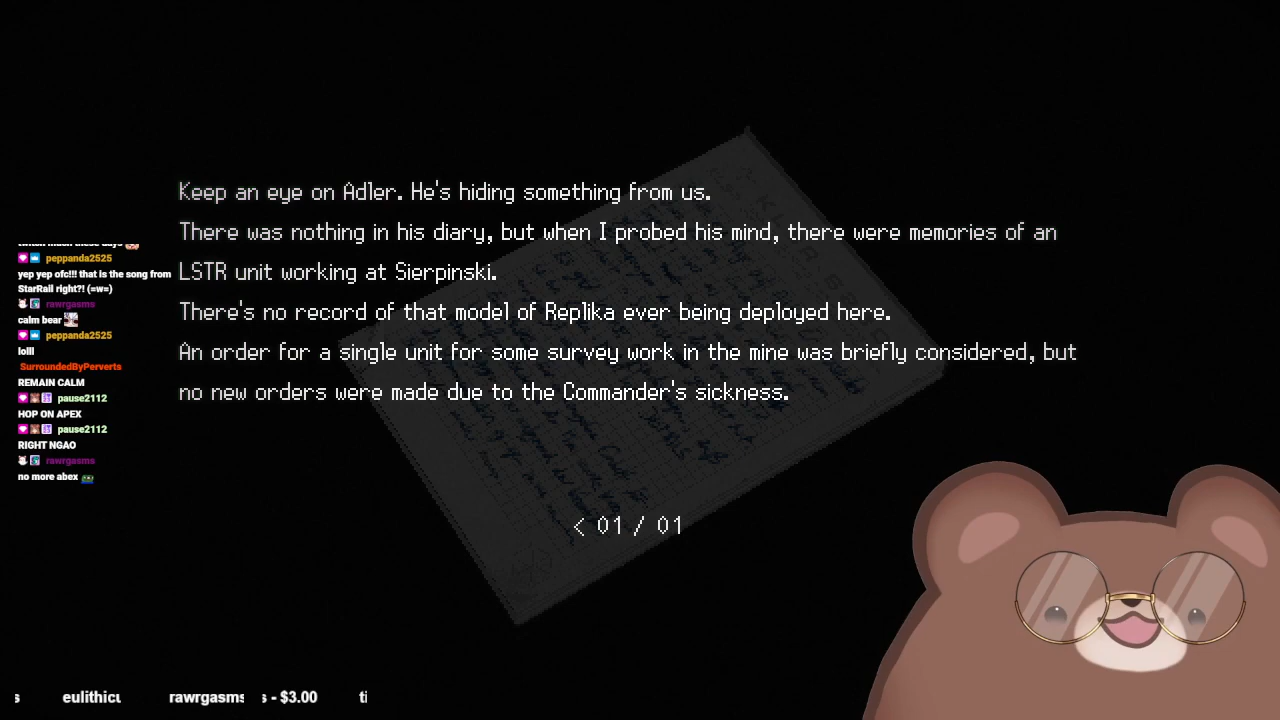 Keep an eye on Adler. He's hiding something from us.
There was nothing in his diary, but when I probed his mind, there were memories of an
LSTR unit working at Sierpinski.
There's no record of that model of Replika ever being deployed here.
An order for a single unit for some survey work in the mine was briefly considered, but
no new orders were made due to the Commander's sickness.
< 01 / 01
peppanda2525
yep yep ofc!!! that is the song from
StarRail right?! (=w=)
rawrgasms
calm bear
peppanda2525
lolll
SurroundedByPerverts
REMAIN CALM
pause2112
HOP ON APEX
pause2112
RIGHT NGAO
rawrgasms
no more abex
s eulithicu rawrgasms s - $3.00 ti